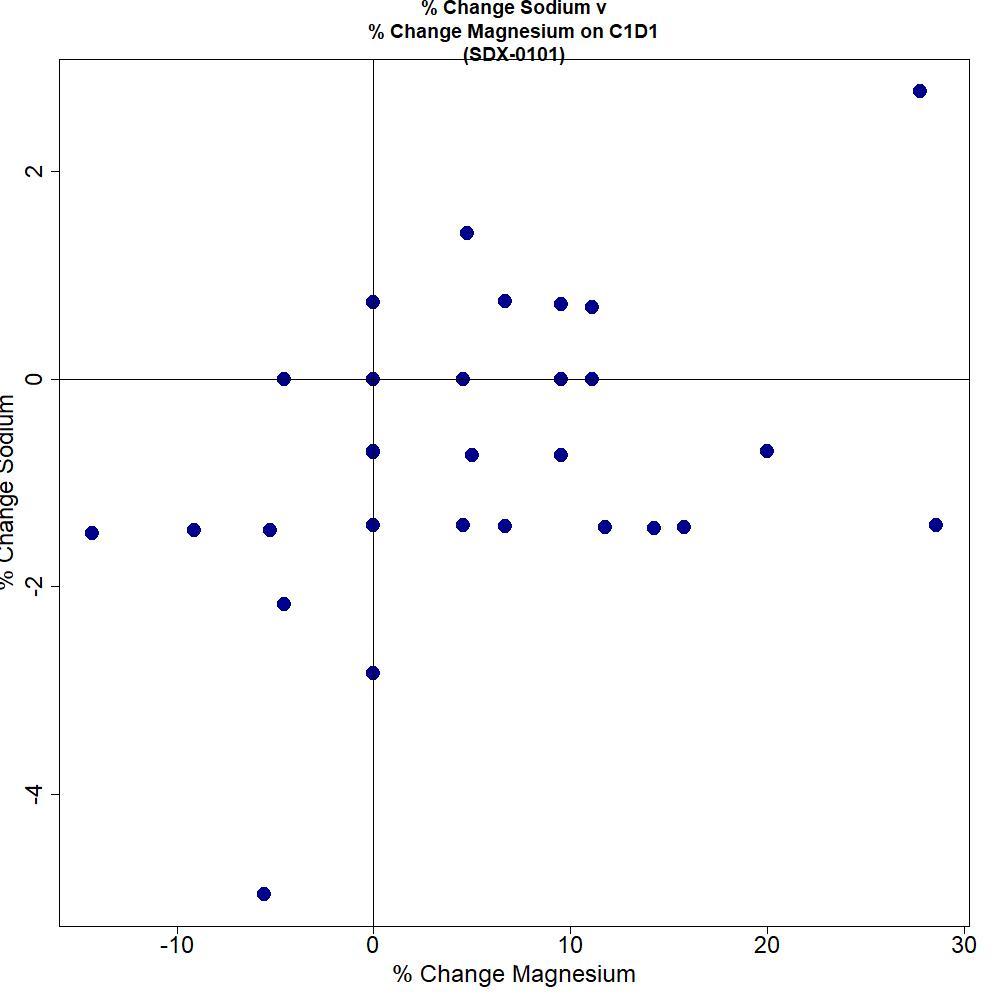 % Change Sodium v
% Change Magnesium on C1D1
(SDX-0101)
% Change Sodium
2
0
-2
-4
-10
0
10
20
30
% Change Magnesium